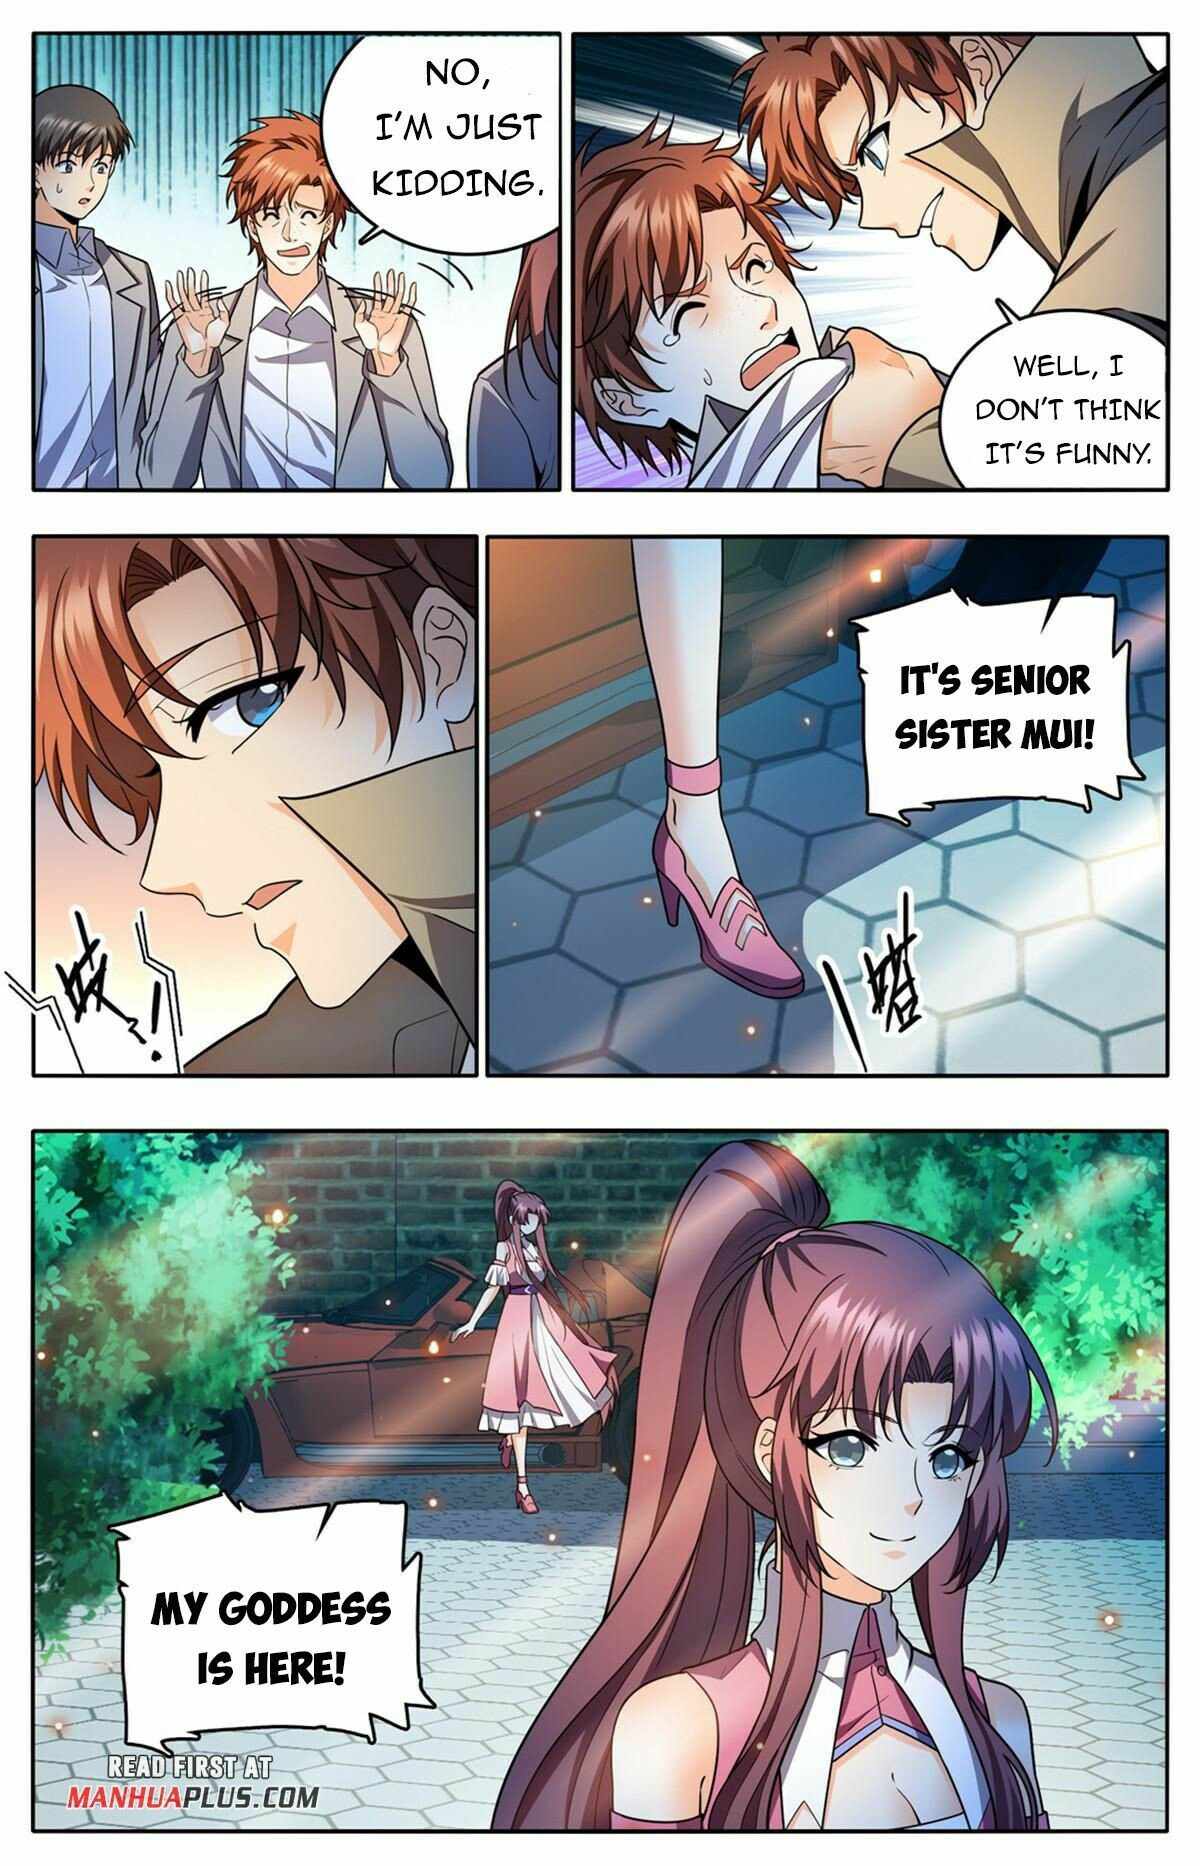 NO,
I'M JUST
KIDDING.
WELL, I
DON'T THINK
IT'S FUNNY.
吱?!
IT'S SENIOR
SISTER MUI!
嗒
MY GODDESS
IS HERE!
READ FIRST AT
MANHUAPLUS.COM